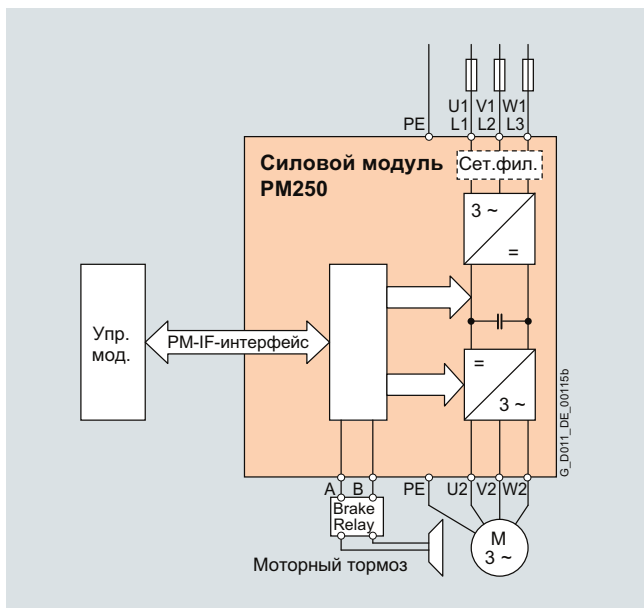 U1 V1 W1
PE L1 L2 L3
Силовой модуль
PM250
Сет.фил.
3 ~
=
Упр.
мод.
PM-IF-интерфейс
=
3 ~
G_D011_DE_00115b
A B PE U2 V2 W2
Brake
Relay
M
3 ~
Моторный тормоз